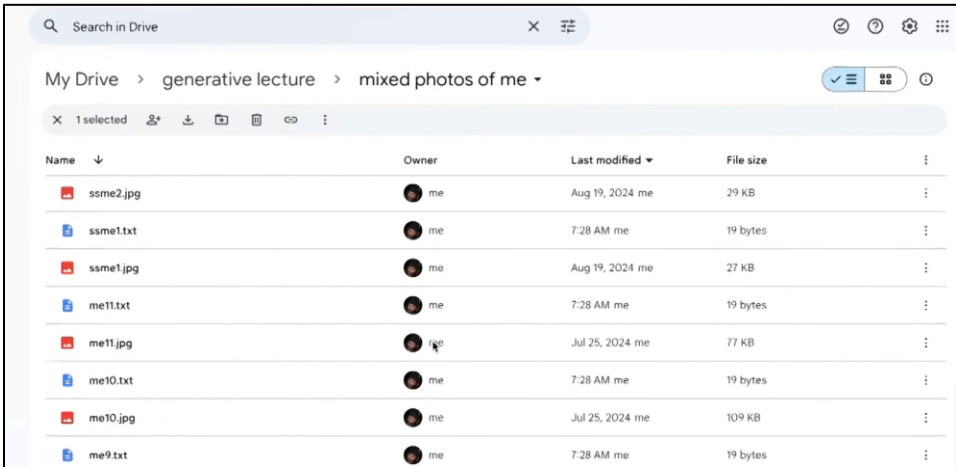 Search in Drive
My Drive > generative lecture > mixed photos of me
1 selected
Name Owner Last modified File size
ssme2.jpg me Aug 19, 2024 me 29 KB
ssme1.txt me 7:28 AM me 19 bytes
ssme1.jpg me Aug 19, 2024 me 27 KB
me11.txt me 7:28 AM me 19 bytes
me11.jpg me Jul 25, 2024 me 77 KB
me10.txt me 7:28 AM me 19 bytes
me10.jpg me Jul 25, 2024 me 109 KB
me9.txt me 7:28 AM me 19 bytes